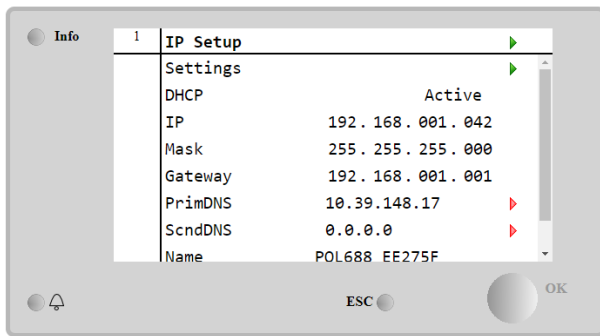 Info
1 IP Setup
Settings
DHCP Active
IP 192.168.001.042
Mask 255.255.255.000
Gateway 192.168.001.001
PrimDNS 10.39.148.17
ScndDNS 0.0.0.0
Name POL688_EE275F
ESC
OK